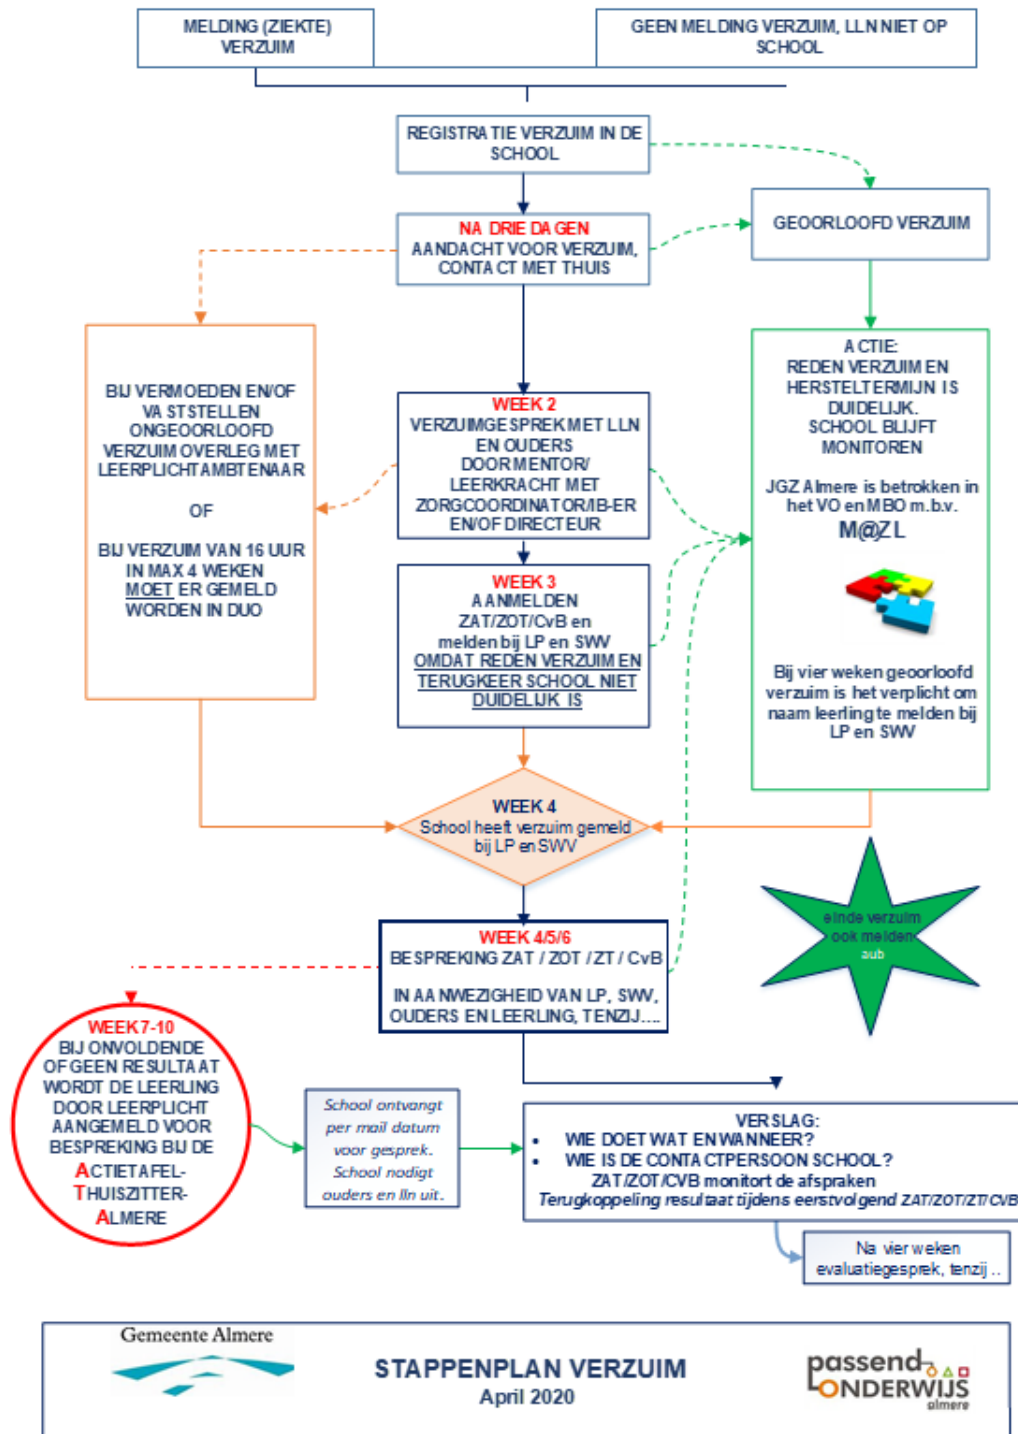 MELDING (ZIEKTE)
VERZUIM
GEEN MELDING VERZUIM, LLN NIET OP
SCHOOL
REGISTRATIE VERZUIM IN DE
SCHOOL
GEOORLOOFD VERZUIM
NA DRIE DAGEN
AANDACHT VOOR VERZUIM,
CONTACT MET THUIS
BIJ VERMOEDEN EN/OF
VASTSTELLEN
ONGEOORLOOFD
VERZUIM OVERLEG MET
LEERPLICHTAMBTENAAR
OF
BIJ VERZUIM VAN 16 UUR
IN MAX 4 WEKEN
MOET ER GEMELD
WORDEN IN DUO
WEEK 2
VERZUIMGESPREK MET LLN
EN OUDERS
DOOR MENTOR/
LEERKRACHT MET
ZORGCOORDINATOR/IB-ER
EN/OF DIRECTEUR
ACTIE:
REDEN VERZUIM EN
HERSTELTERMIJN IS
DUIDELIJK.
SCHOOL BLIJFT
MONITOREN
JGZ Almere is betrokken in
het VO en MBO m.b.v.
M@ZL
Bij vier weken geoorloofd
verzuim is het verplicht om
naam leerling te melden bij
LP en SWV
WEEK 3
AANMELDEN
ZAT/ZOT/CvB en
melden bij LP en SWV
OMDAT REDEN VERZUIM EN
TERUGKEER SCHOOL NIET
DUIDELIJK IS
WEEK 4
School heeft verzuim gemeld
bij LP en SWV
einde verzuim
ook melden
aub
WEEK 4/5/6
BESPREKING ZAT / ZOT / ZT / CvB
IN AANWEZIGHEID VAN LP, SWV,
OUDERS EN LEERLING, TENZIJ....
WEEK 7-10
BIJ ONVOLDENDE
OF GEEN RESULTAAT
WORDT DE LEERLING
DOOR LEERPLICHT
AANGEMELD VOOR
BESPREKING BIJ DE
ACTIETAFEL-
THUISZITTER-
ALMERE
School ontvangt
per mail datum
voor gesprek.
School nodigt
ouders en lln uit.
VERSLAG:
• WIE DOET WAT EN WANNEER?
• WIE IS DE CONTACTPERSOON SCHOOL?
ZAT/ZOT/CVB monitort de afspraken
Terugkoppeling resultaat tijdens eerstvolgend ZAT/ZOT/ZT/CVB
Na vier weken
evaluatiegesprek, tenzij ..
Gemeente Almere
STAPPENPLAN VERZUIM
April 2020
passend
ONDERWIJS
almere